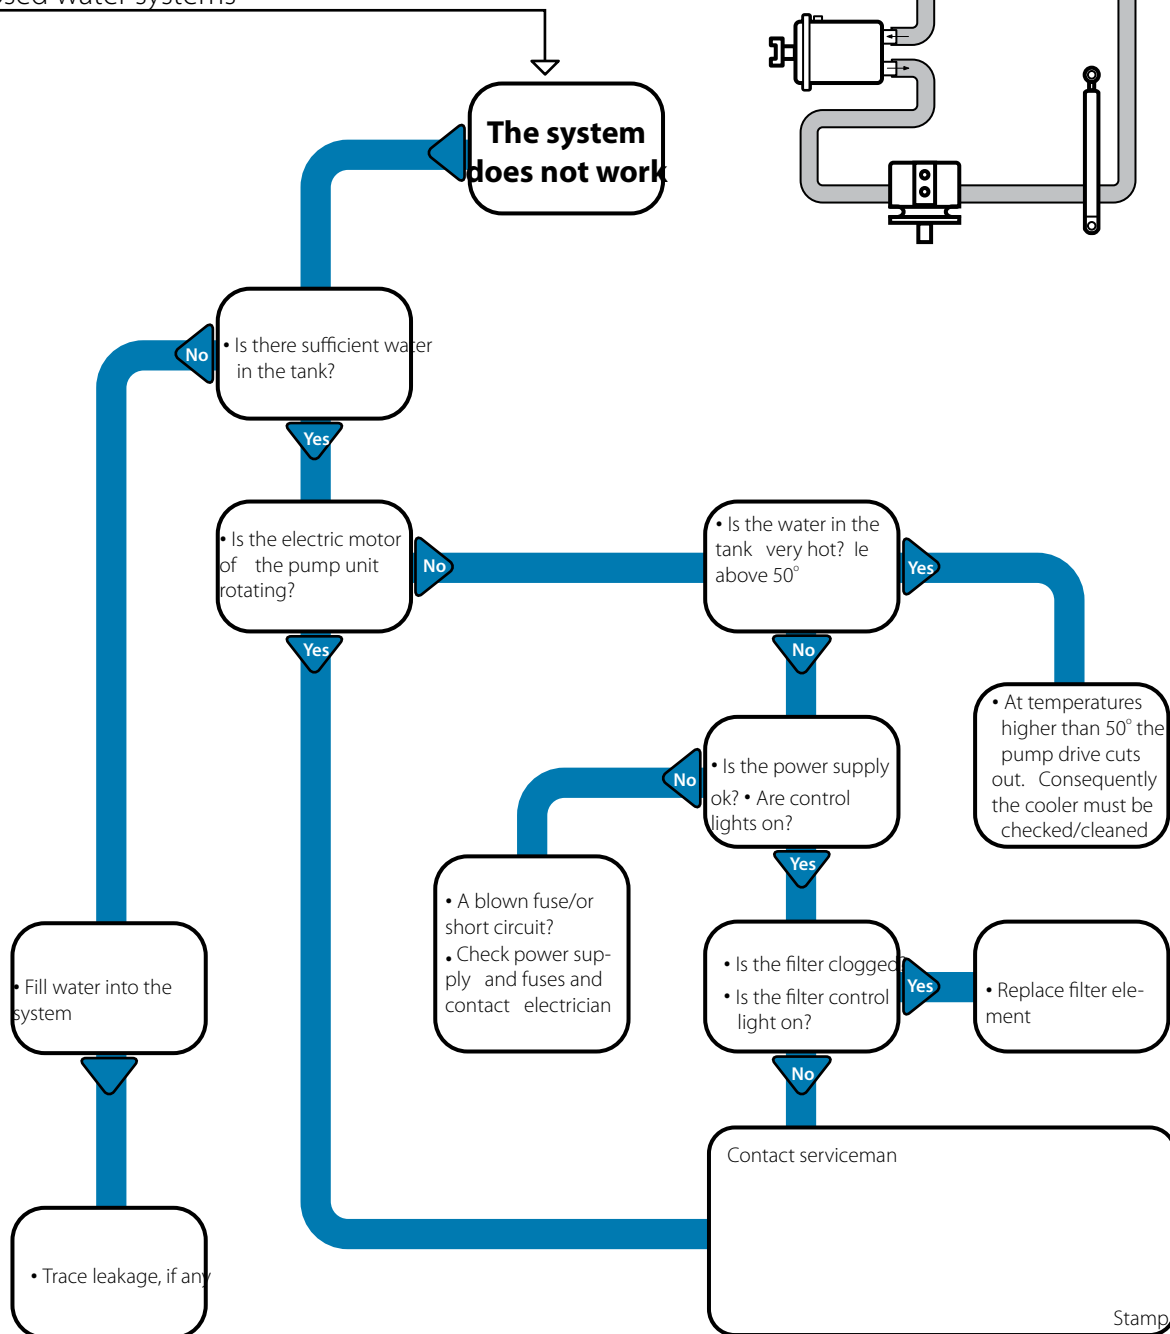 The system
does not work
• Is there sufficient water
in the tank?
No
Yes
• Is the electric motor
of the pump unit
rotating?
No
Yes
• Is the water in the
tank very hot? Ie
above 50°
Yes
No
• At temperatures
higher than 50° the
pump drive cuts
out. Consequently
the cooler must be
checked/cleaned
• Is the power supply
ok? • Are control
lights on?
No
Yes
• A blown fuse/or
short circuit?
• Check power sup-
ply and fuses and
contact electrician
• Is the filter clogged?
• Is the filter control
light on?
Yes
No
• Replace filter ele-
ment
• Fill water into the
system
• Trace leakage, if any
Contact serviceman
Stamp